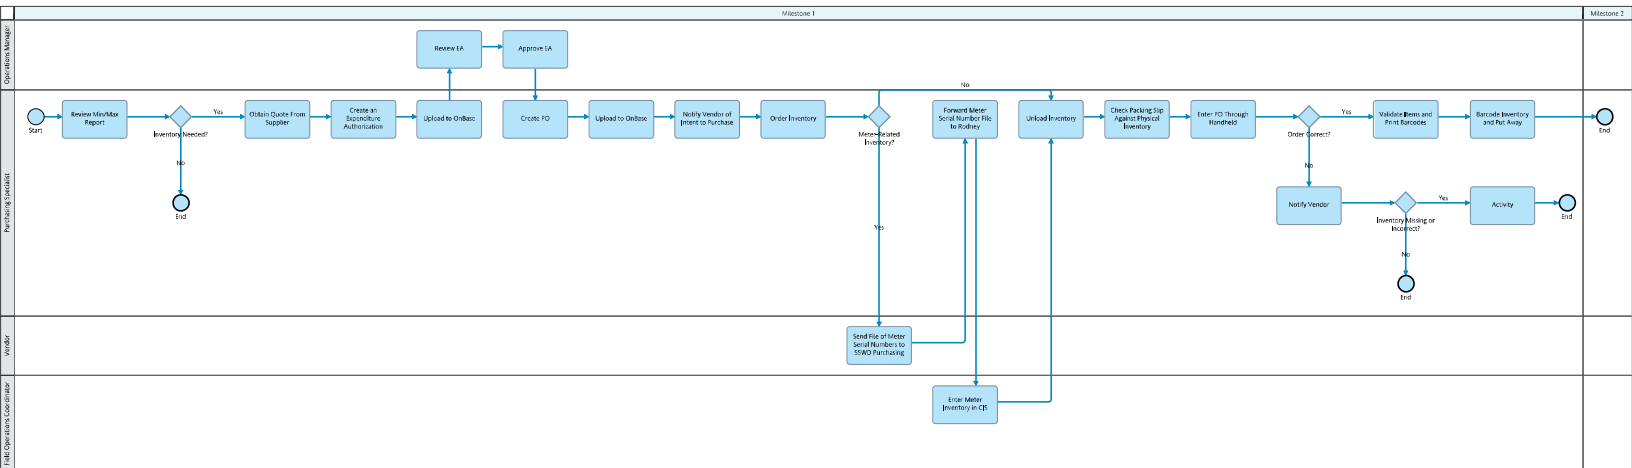 Milestone 1
Milestone 2
Operations Manager
Review EA
Approve EA
Purchasing Specialist
Start
Review Min/Max
Report
Inventory Needed?
Yes
No
End
Obtain Quote From
Supplier
Create an
Expenditure
Authorization
Upload to OnBase
Create PO
Upload to OnBase
Notify Vendor of
Intent to Purchase
Order Inventory
Meter-Related
Inventory?
No
Yes
Forward Meter
Serial Number File
to Rodney
Unload Inventory
Check Packing Slip
Against Physical
Inventory
Enter PO Through
Handheld
Order Correct?
Yes
No
Validate Items and
Print Barcodes
Barcode Inventory
and Put Away
End
Notify Vendor
Inventory Missing or
Incorrect?
Yes
No
Activity
End
End
Vendor
Send File of Meter
Serial Numbers to
SSWD Purchasing
Field Operations Coordinator
Enter Meter
Inventory in CIS